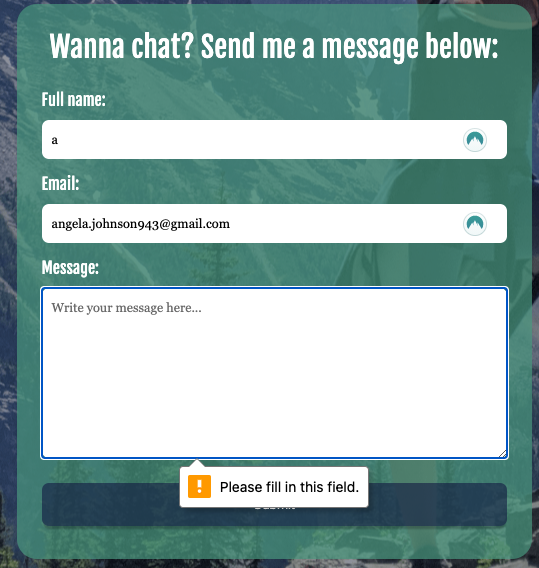 Wanna chat? Send me a message below:
Full name:
a
Email:
angela.johnson943@gmail.com
Message:
Write your message here...
Please fill in this field.